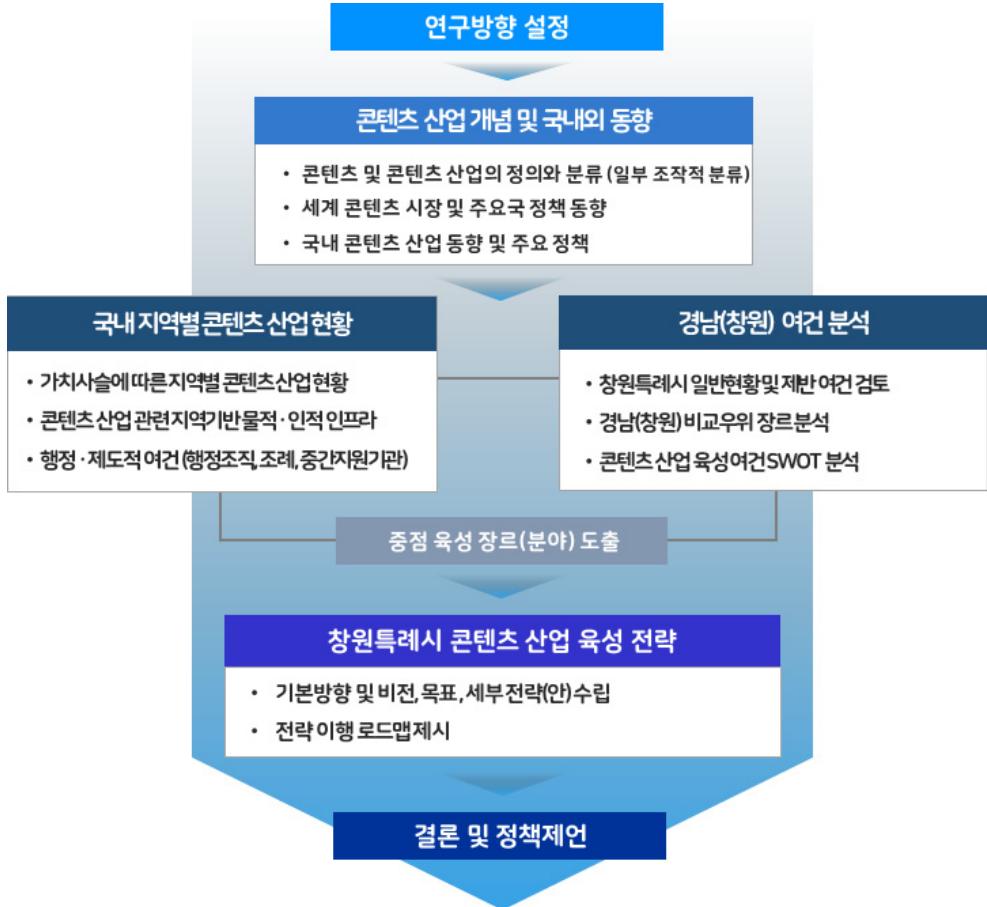 연구방향 설정
콘텐츠 산업 개념 및 국내외 동향
• 콘텐츠 및 콘텐츠 산업의 정의와 분류 (일부 조작적 분류)
• 세계 콘텐츠 시장 및 주요국 정책 동향
• 국내 콘텐츠 산업 동향 및 주요 정책
국내 지역별 콘텐츠 산업 현황
• 가치사슬에 따른 지역별 콘텐츠 산업 현황
• 콘텐츠 산업 관련 지역기반 물적·인적 인프라
• 행정·제도적 여건 (행정조직, 조례, 중간지원기관)
경남(창원) 여건 분석
• 창원특례시 일반현황 및 제반 여건 검토
• 경남(창원) 비교우위 장르 분석
• 콘텐츠 산업 육성 여건 SWOT 분석
중점 육성 장르(분야) 도출
창원특례시 콘텐츠 산업 육성 전략
• 기본방향 및 비전, 목표, 세부전략(안) 수립
• 전략 이행 로드맵 제시
결론 및 정책제언